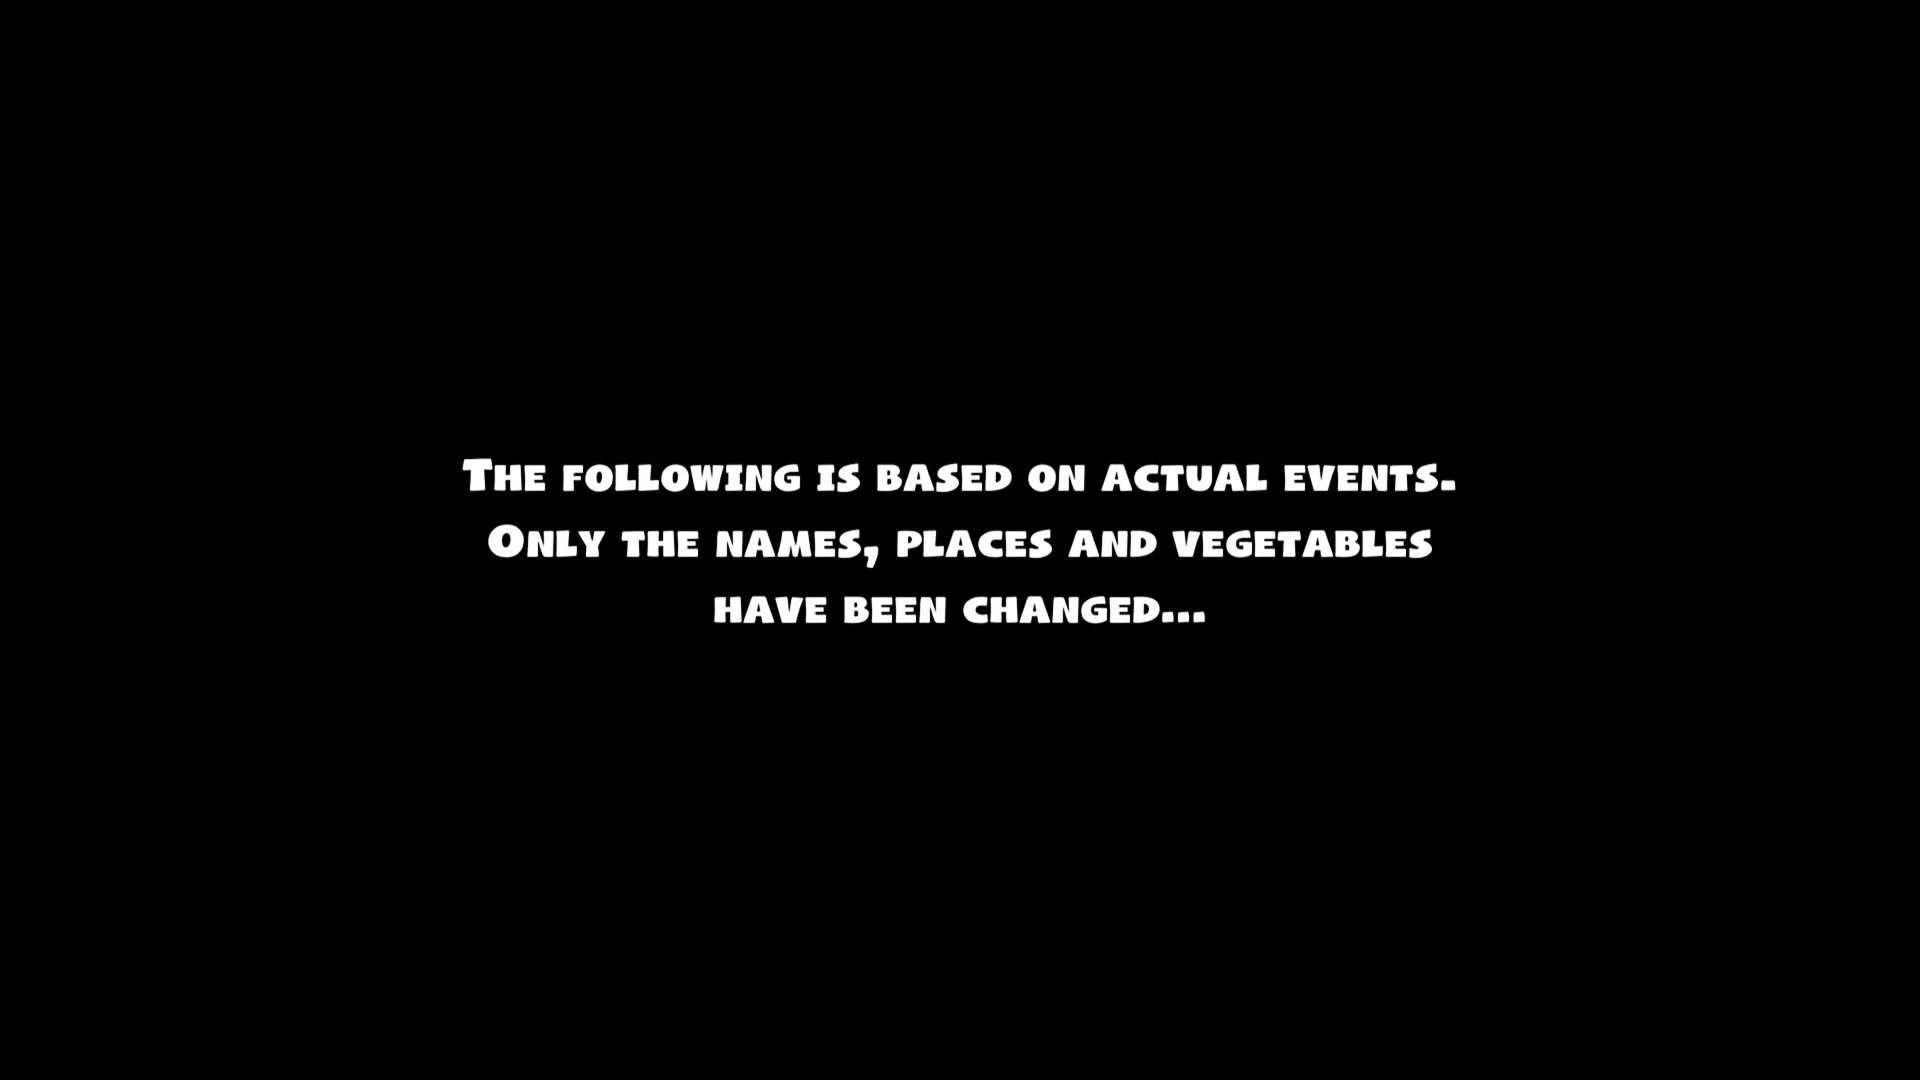 The following is based on actual events.
Only the names, places and vegetables
have been changed...